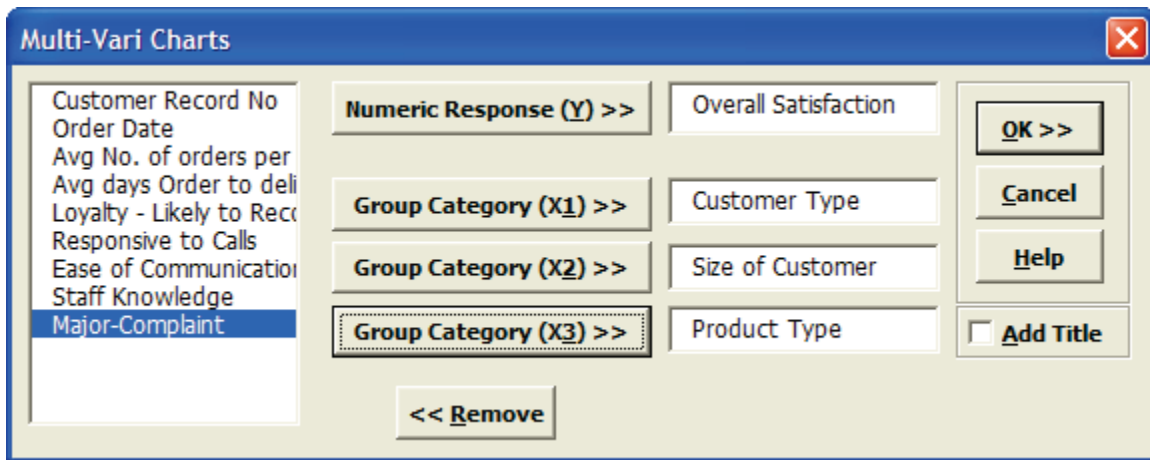 Multi-Vari Charts
Customer Record No
Order Date
Avg No. of orders per
Avg days Order to deli
Loyalty - Likely to Reco
Responsive to Calls
Ease of Communication
Staff Knowledge
Major-Complaint
Numeric Response (Y) >>
Overall Satisfaction
Group Category (X1) >>
Customer Type
Group Category (X2) >>
Size of Customer
Group Category (X3) >>
Product Type
<< Remove
OK >>
Cancel
Help
Add Title